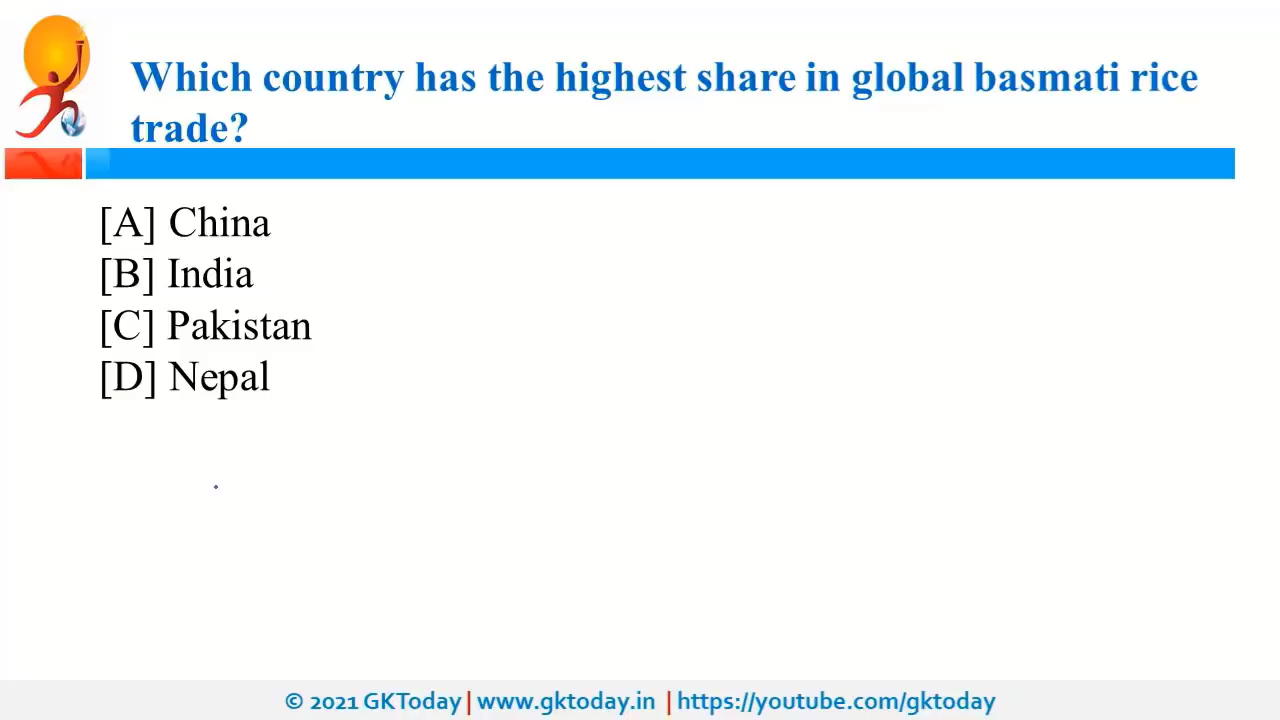 Which country has the highest share in global basmati rice
trade?
[A] China
[B] India
[C] Pakistan
[D] Nepal
© 2021 GKToday | www.gktoday.in | https://youtube.com/gktoday